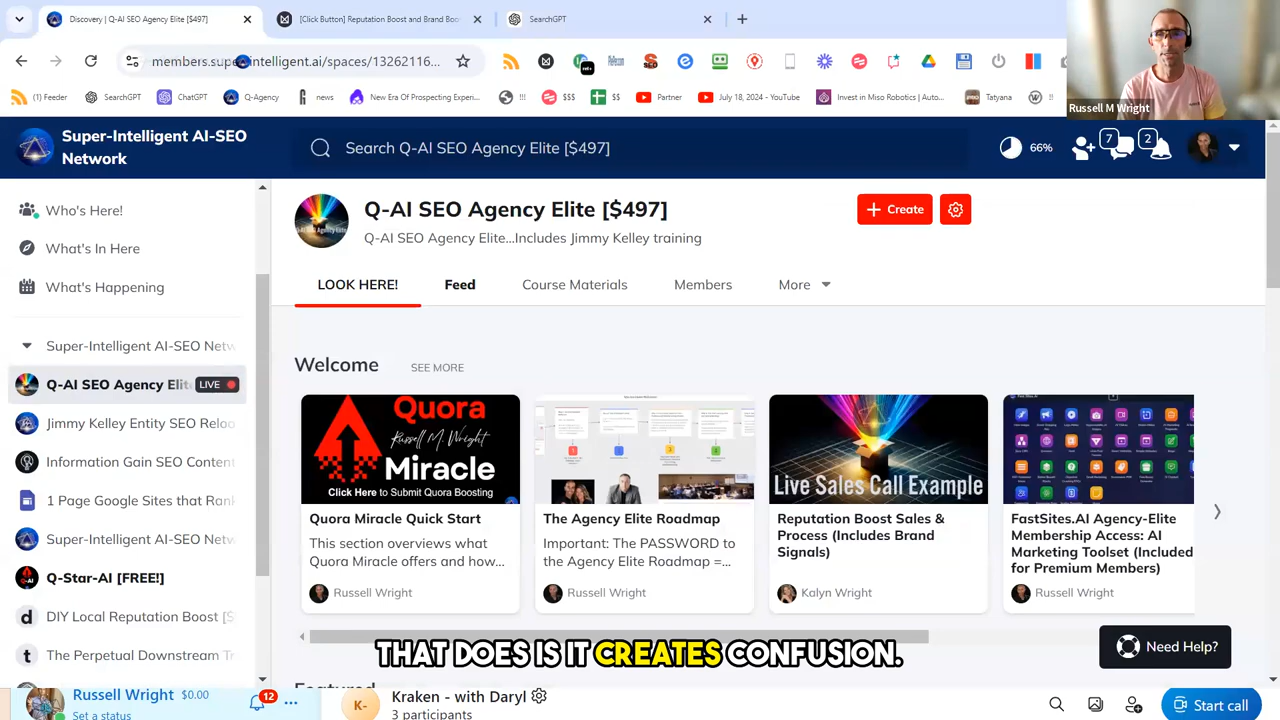 Discovery | Q-AI SEO Agency Elite [$497]
[Click Button] Reputation Boost and Brand Boo
SearchGPT
members.super-intelligent.ai/spaces/13262116...
(1) Feeder
SearchGPT
ChatGPT
Q-Agency
news
New Era Of Prospecting Experi...
!!!
$$$
$$
Partner
July 18, 2024 - YouTube
Invest in Miso Robotics | Auto...
Tatyana
!!!
Russell M Wright
Super-Intelligent AI-SEO
Network
Search Q-AI SEO Agency Elite [$497]
66%
7
2
Who's Here!
What's In Here
What's Happening
Super-Intelligent AI-SEO Netw
Q-AI SEO Agency Elite
LIVE
Jimmy Kelley Entity SEO Reloa
Information Gain SEO Content
1 Page Google Sites that Rank
Super-Intelligent AI-SEO Netw
Q-Star-AI [FREE!]
DIY Local Reputation Boost [$
The Perpetual Downstream Tr
Q-AI SEO Agency Elite [$497]
Q-AI SEO Agency Elite...Includes Jimmy Kelley training
Create
LOOK HERE!
Feed
Course Materials
Members
More
Welcome
SEE MORE
Quora
Russell M. Wright
Miracle
Click Here to Submit Quora Boosting
Quora Miracle Quick Start
This section overviews what
Quora Miracle offers and how...
Russell Wright
The Agency Elite Roadmap
Important: The PASSWORD to
the Agency Elite Roadmap =...
Russell Wright
Live Sales Call Example
Reputation Boost Sales &
Process (Includes Brand
Signals)
Kalyn Wright
FastSites.AI Agency-Elite
Membership Access: AI
Marketing Toolset (Included
for Premium Members)
Russell Wright
THAT DOES IS IT CREATES CONFUSION.
Need Help?
Russell Wright $0.00
Set a status
12
K-
Kraken - with Daryl
3 participants
Start call